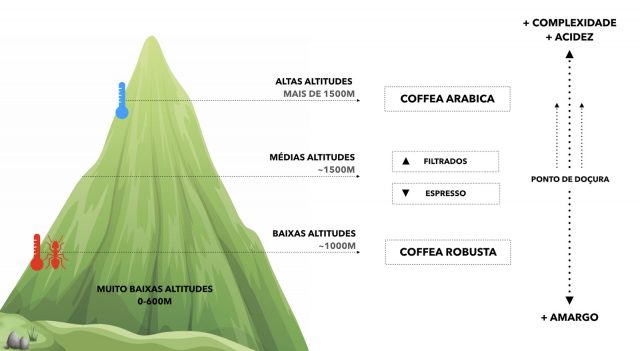 + COMPLEXIDADE
+ ACIDEZ
ALTAS ALTITUDES
MAIS DE 1500M
COFFEA ARABICA
MÉDIAS ALTITUDES
~1500M
▲ FILTRADOS
▼ ESPRESSO
PONTO DE DOÇURA
BAIXAS ALTITUDES
~1000M
COFFEA ROBUSTA
MUITO BAIXAS ALTITUDES
0-600M
+ AMARGO